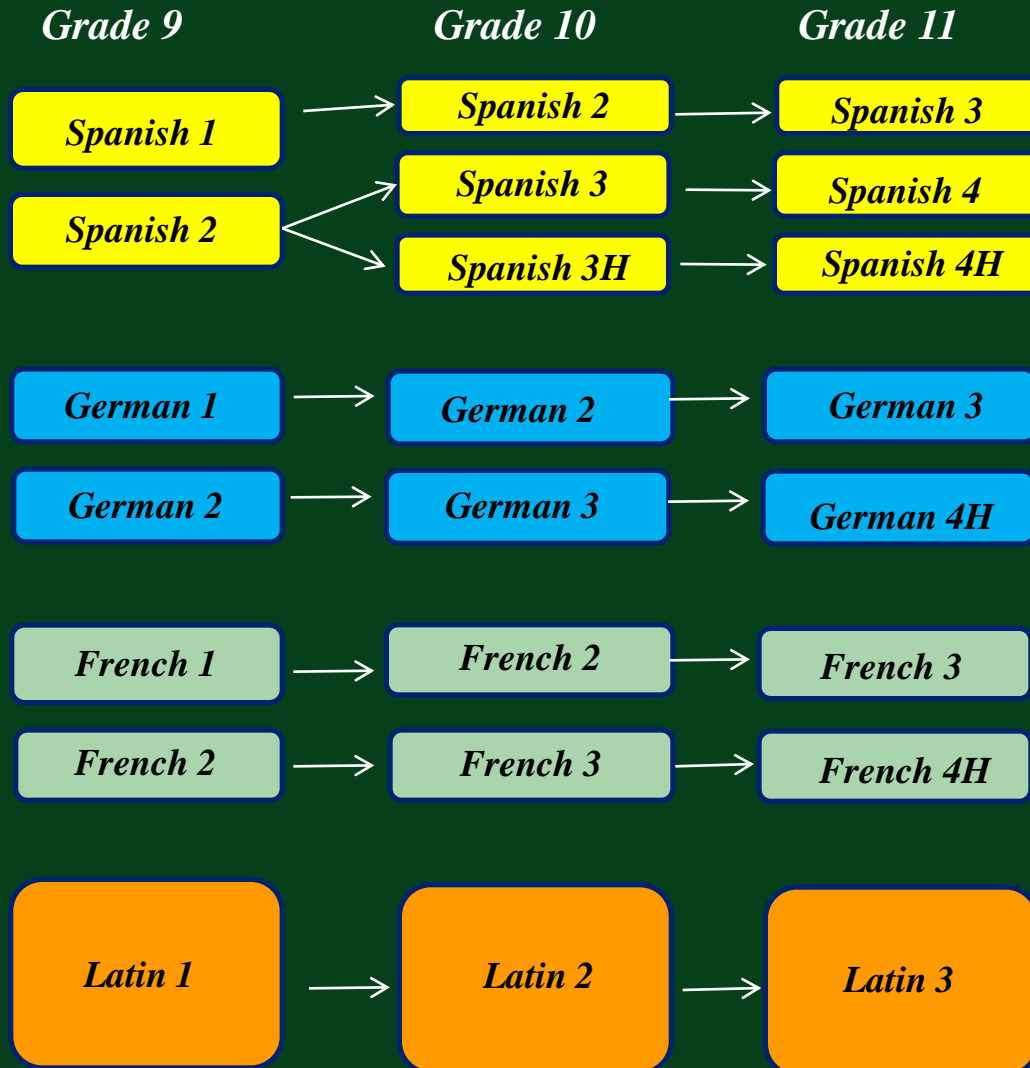 Grade 9 Grade 10 Grade 11
Spanish 1 Spanish 2 Spanish 3
Spanish 2 Spanish 3 Spanish 4
Spanish 3H Spanish 4H
German 1 German 2 German 3
German 2 German 3 German 4H
French 1 French 2 French 3
French 2 French 3 French 4H
Latin 1 Latin 2 Latin 3